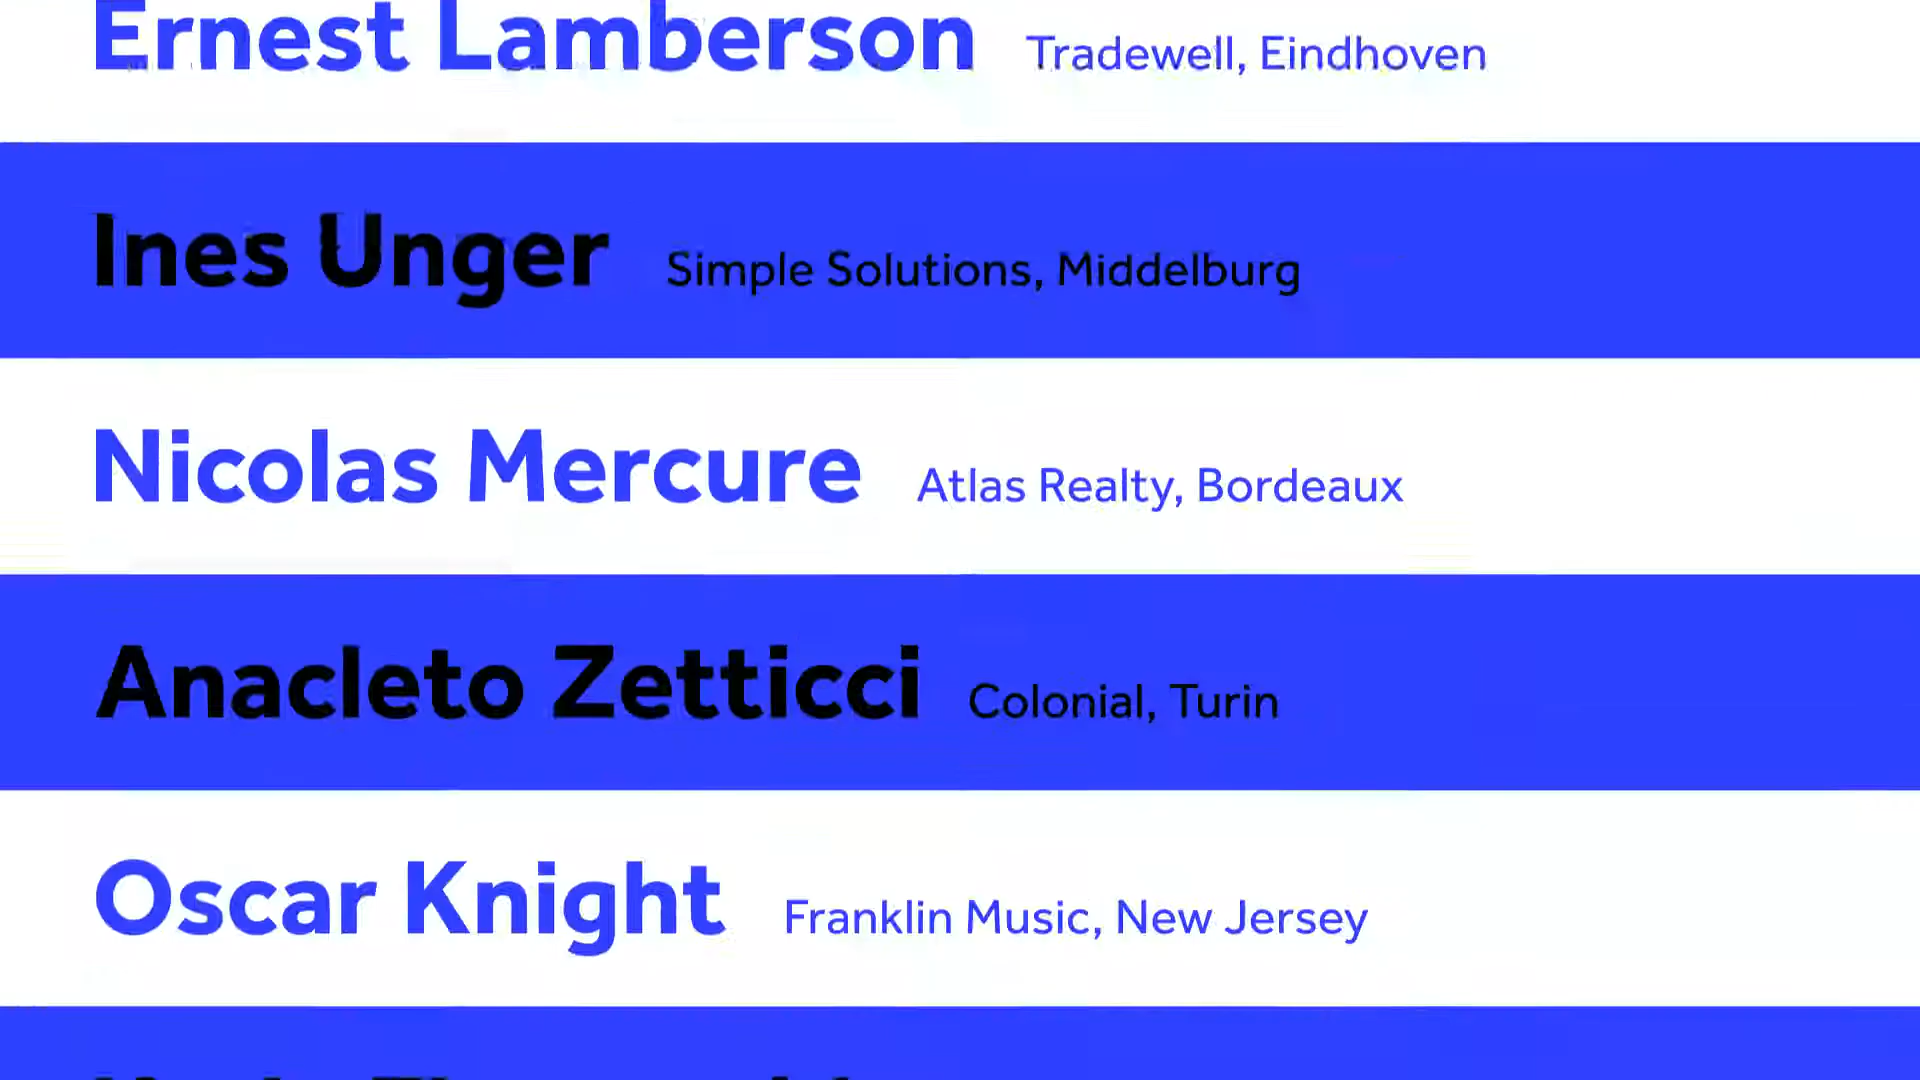 Ernest Lamberson Tradewell, Eindhoven
Ines Unger Simple Solutions, Middelburg
Nicolas Mercure Atlas Realty, Bordeaux
Anacleto Zetticci Colonial, Turin
Oscar Knight Franklin Music, New Jersey